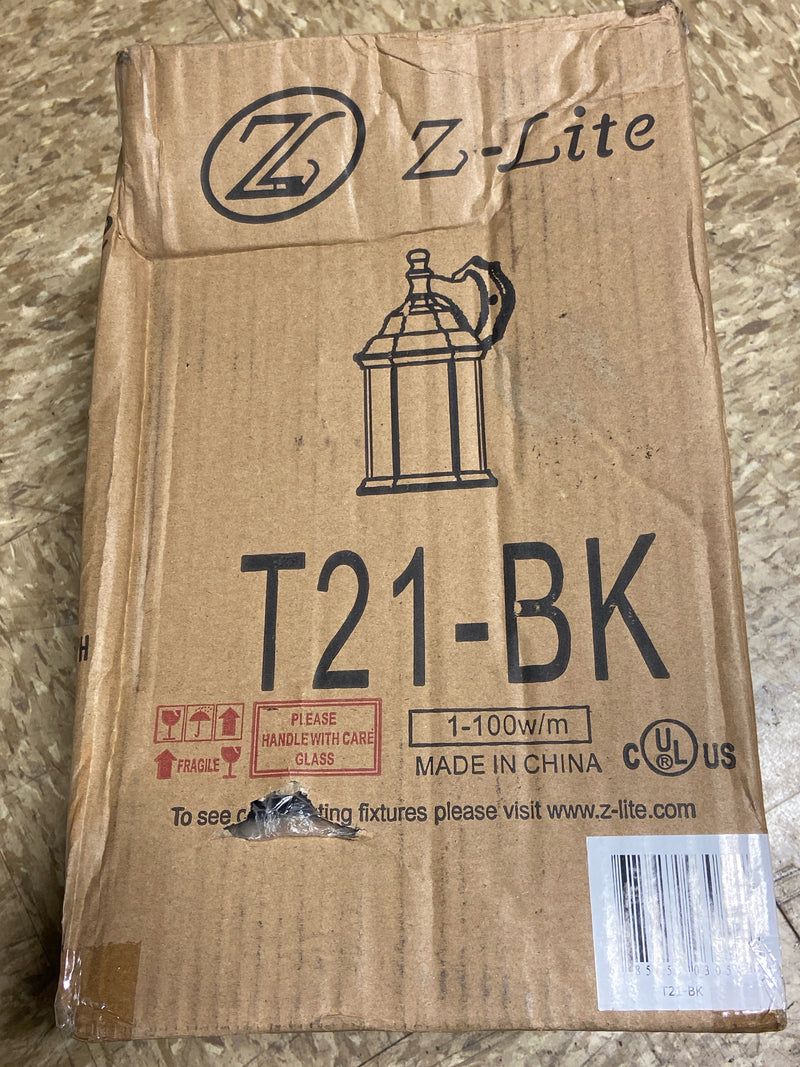 Z-Lite
T21-BK
PLEASE
HANDLE WITH CARE
GLASS
FRAGILE
1-100w/m
MADE IN CHINA
C UL® US
To see ting fixtures please visit www.z-lite.com
T21-BK
H